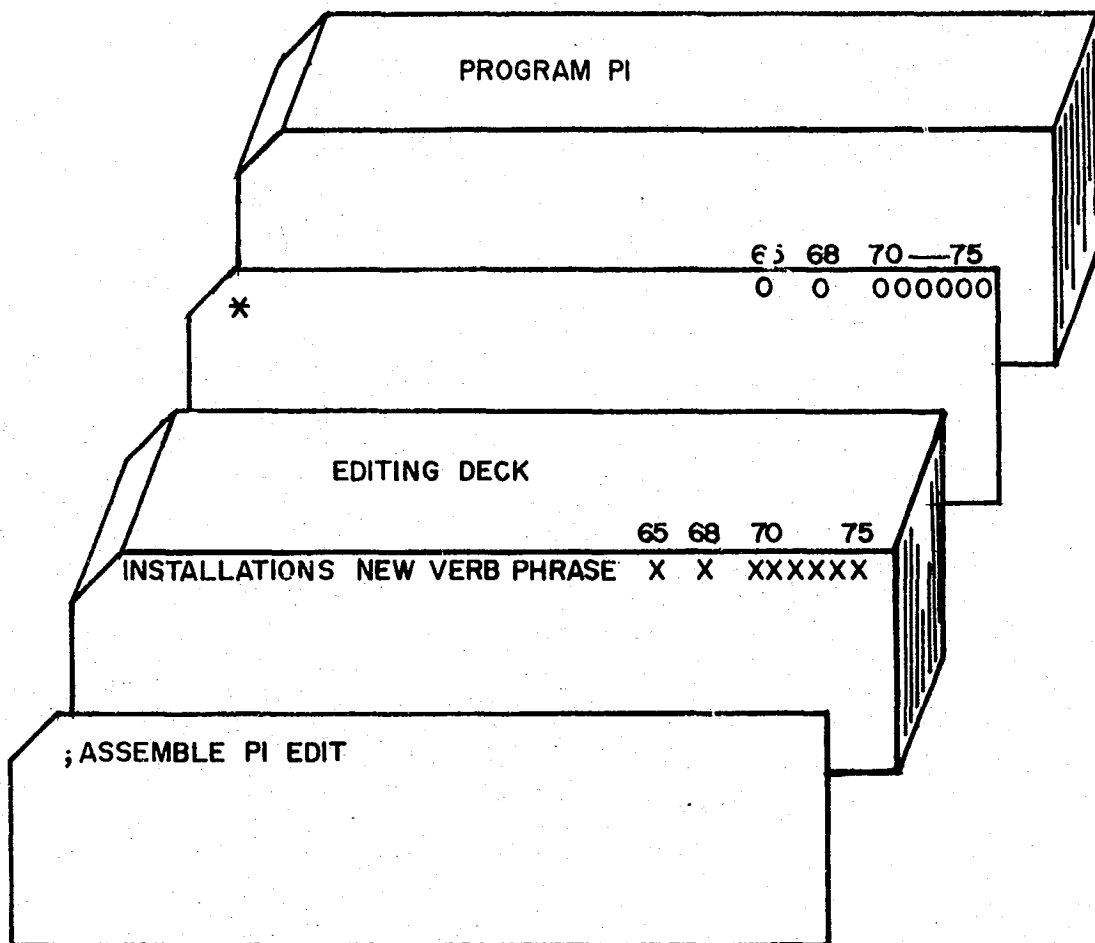 PROGRAM PI
65 68 70—75
* 0 0 000000
EDITING DECK
65 68 70 75
INSTALLATIONS NEW VERB PHRASE X X XXXXXX
;ASSEMBLE PI EDIT